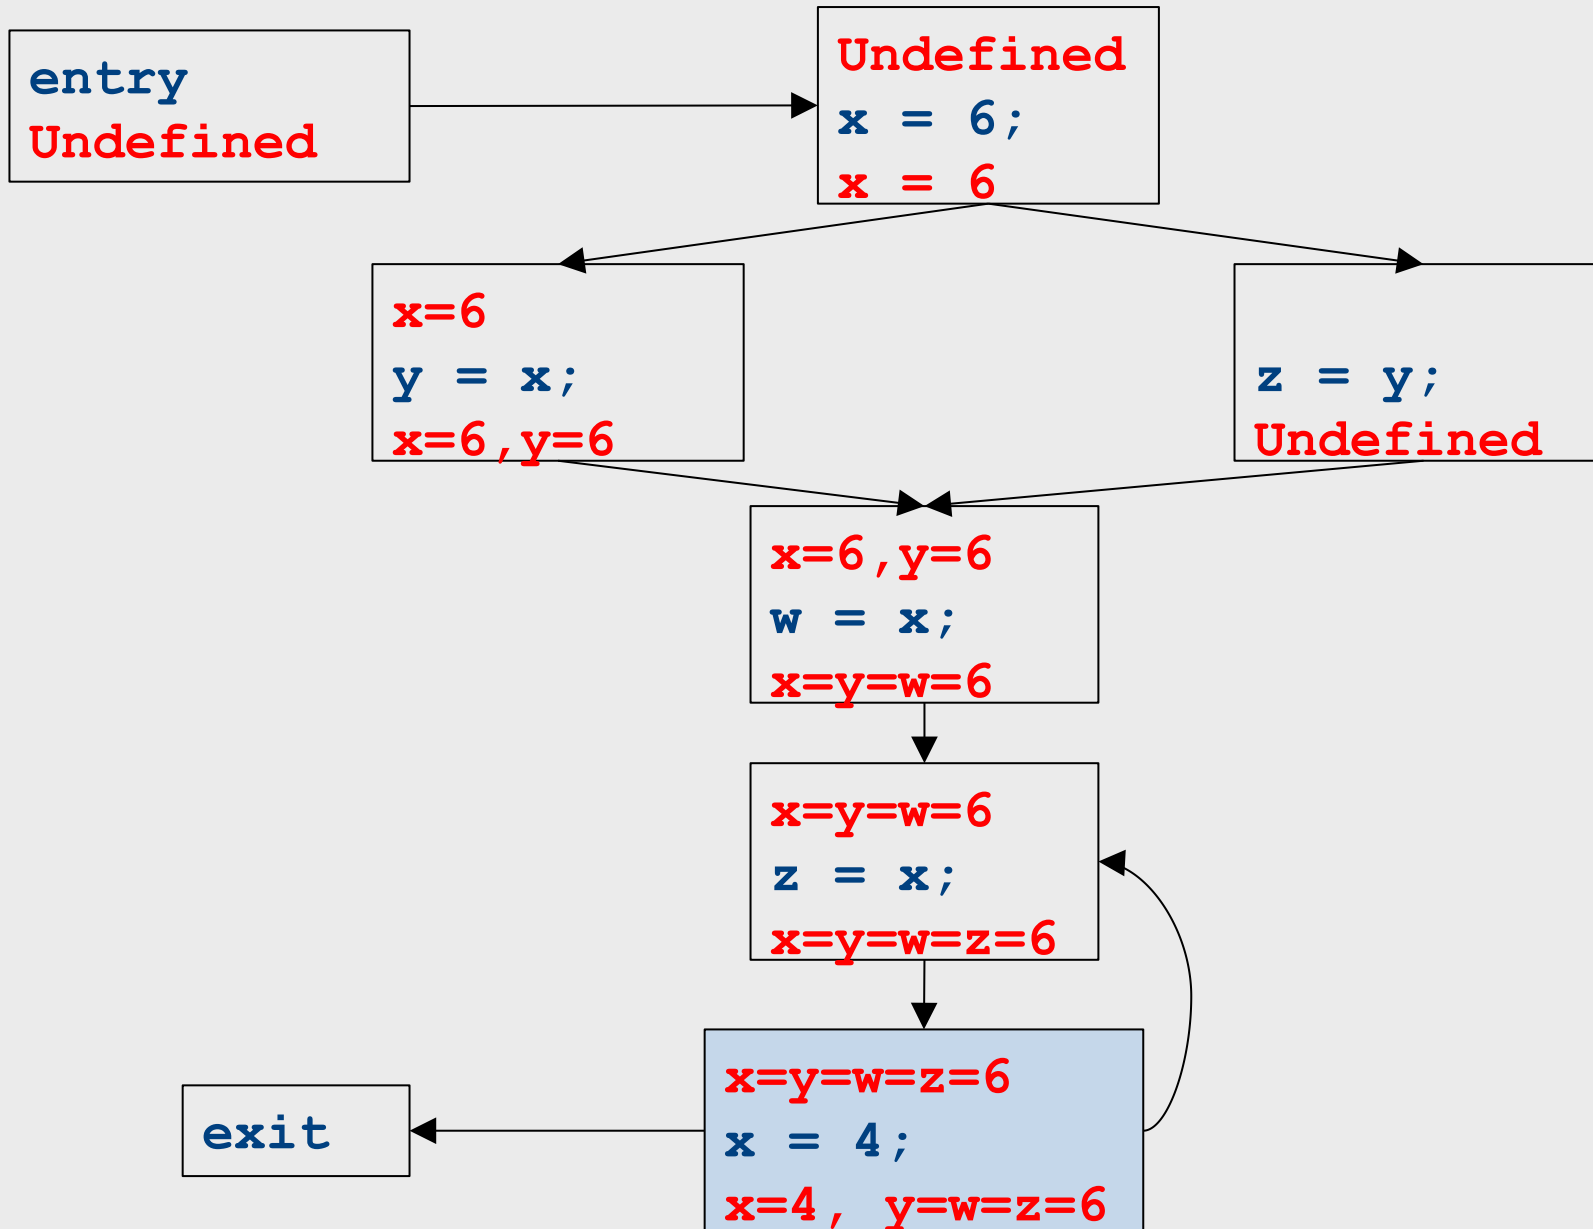 entry
Undefined
Undefined
x = 6;
x = 6
x=6
y = x;
x=6,y=6
z = y;
Undefined
x=6,y=6
w = x;
x=y=w=6
x=y=w=6
z = x;
x=y=w=z=6
x=y=w=z=6
x = 4;
x=4, y=w=z=6
exit